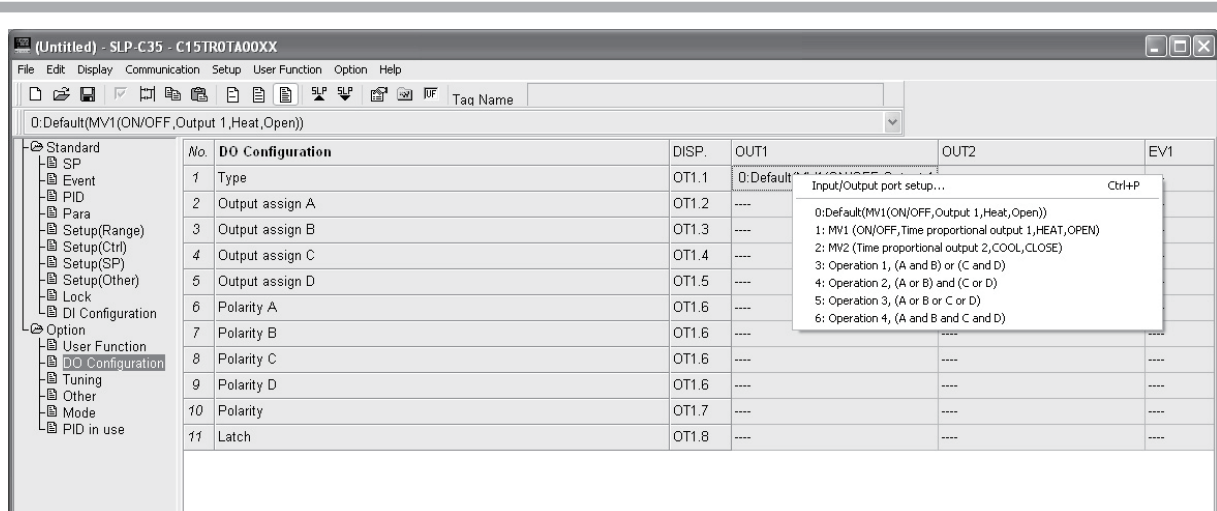 (Untitled) - SLP-C35 - C15TR0TA00XX
File Edit Display Communication Setup User Function Option Help
SLP SLP UF Tag Name
0:Default(MV1(ON/OFF,Output 1,Heat,Open))
Standard
SP
Event
PID
Para
Setup(Range)
Setup(Ctrl)
Setup(SP)
Setup(Other)
Lock
DI Configuration
Option
User Function
DO Configuration
Tuning
Other
Mode
PID in use
No. DO Configuration DISP. OUT1 OUT2 EV1
1 Type OT1.1 0:Default
2 Output assign A OT1.2 ----
3 Output assign B OT1.3 ----
4 Output assign C OT1.4 ----
5 Output assign D OT1.5 ----
6 Polarity A OT1.6 ----
7 Polarity B OT1.6 ---- ---- ----
8 Polarity C OT1.6 ---- ---- ----
9 Polarity D OT1.6 ---- ---- ----
10 Polarity OT1.7 ---- ---- ----
11 Latch OT1.8 ---- ---- ----
Input/Output port setup... Ctrl+P
0:Default(MV1(ON/OFF,Output 1,Heat,Open))
1: MV1 (ON/OFF,Time proportional output 1,HEAT,OPEN)
2: MV2 (Time proportional output 2,COOL,CLOSE)
3: Operation 1, (A and B) or (C and D)
4: Operation 2, (A or B) and (C or D)
5: Operation 3, (A or B or C or D)
6: Operation 4, (A and B and C and D)